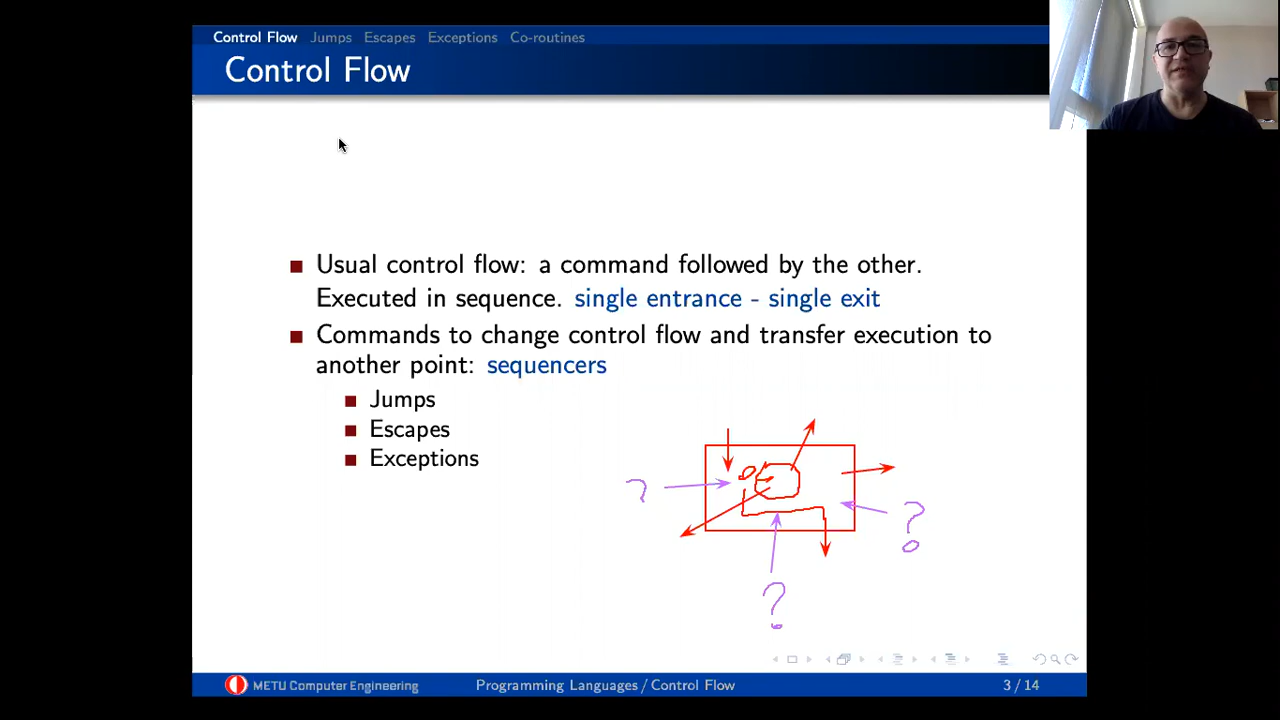 Control Flow Jumps Escapes Exceptions Co-routines
Control Flow
Usual control flow: a command followed by the other.
Executed in sequence. single entrance - single exit
Commands to change control flow and transfer execution to
another point: sequencers
Jumps
Escapes
Exceptions
?
?
?
METU Computer Engineering Programming Languages / Control Flow 3 / 14